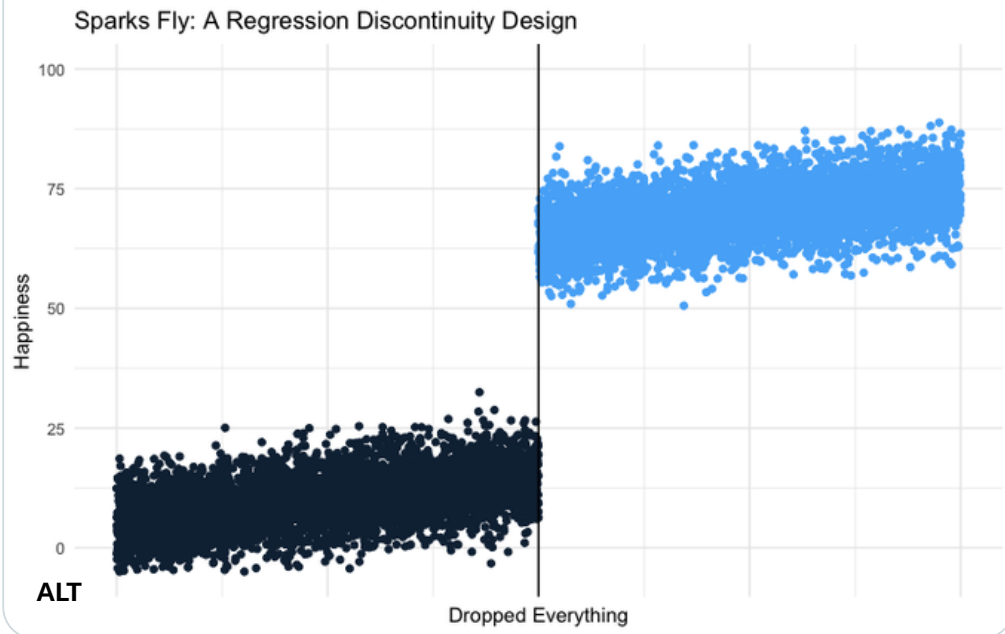 Sparks Fly: A Regression Discontinuity Design
100
75
50
25
0
Happiness
Dropped Everything
ALT